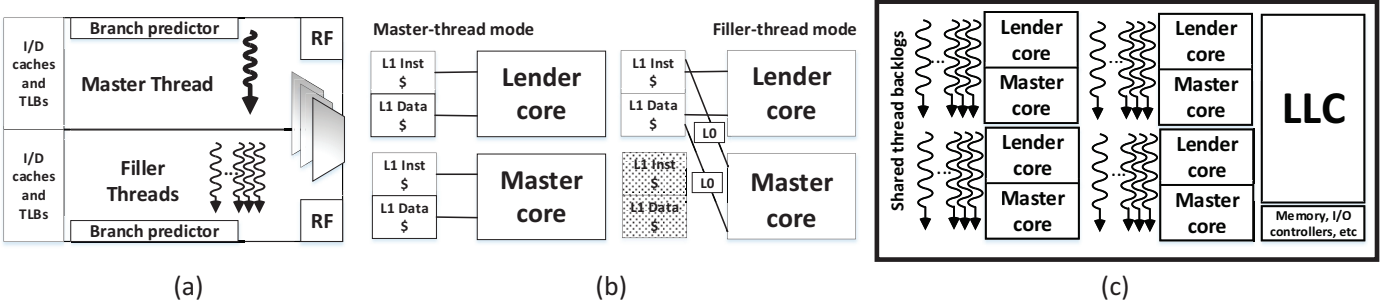 I/D
caches
and
TLBs
Branch predictor
RF
Master Thread
I/D
caches
and
TLBs
Filler
Threads
Branch predictor
RF
(a)
Master-thread mode
Filler-thread mode
L1 Inst
$
L1 Data
$
Lender
core
L1 Inst
$
L1 Data
$
Master
core
L1 Inst
$
L1 Data
$
Lender
core
L0
L0
L1 Inst
$
L1 Data
$
Master
core
(b)
Shared thread backlogs
Lender
core
Master
core
Lender
core
Master
core
Lender
core
Master
core
Lender
core
Master
core
LLC
Memory, I/O
controllers, etc
(c)